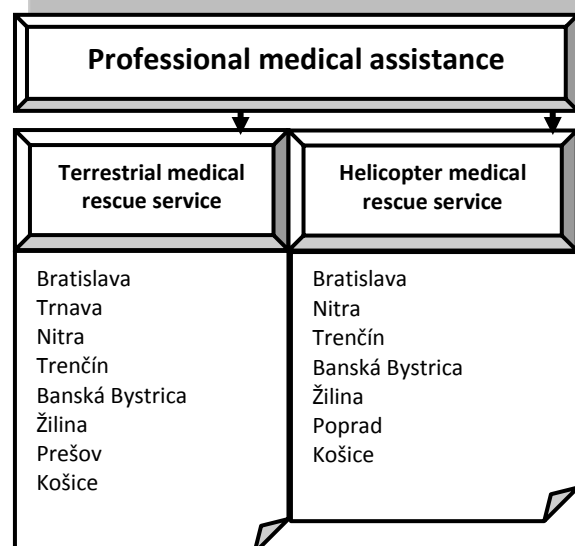 Professional medical assistance
Terrestrial medical
rescue service
Bratislava
Trnava
Nitra
Trenčín
Banská Bystrica
Žilina
Prešov
Košice
Helicopter medical
rescue service
Bratislava
Nitra
Trenčín
Banská Bystrica
Žilina
Poprad
Košice